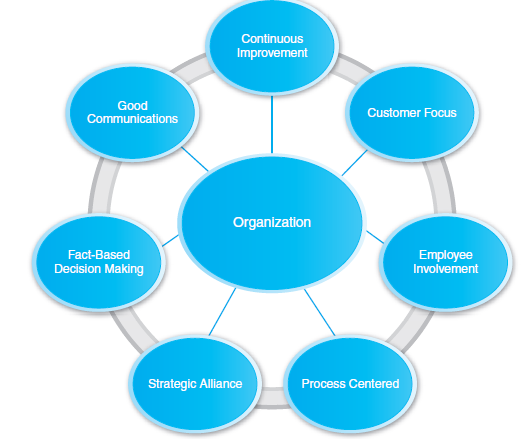 Continuous
Improvement
Good
Communications
Customer Focus
Organization
Fact-Based
Decision Making
Employee
Involvement
Strategic Alliance
Process Centered